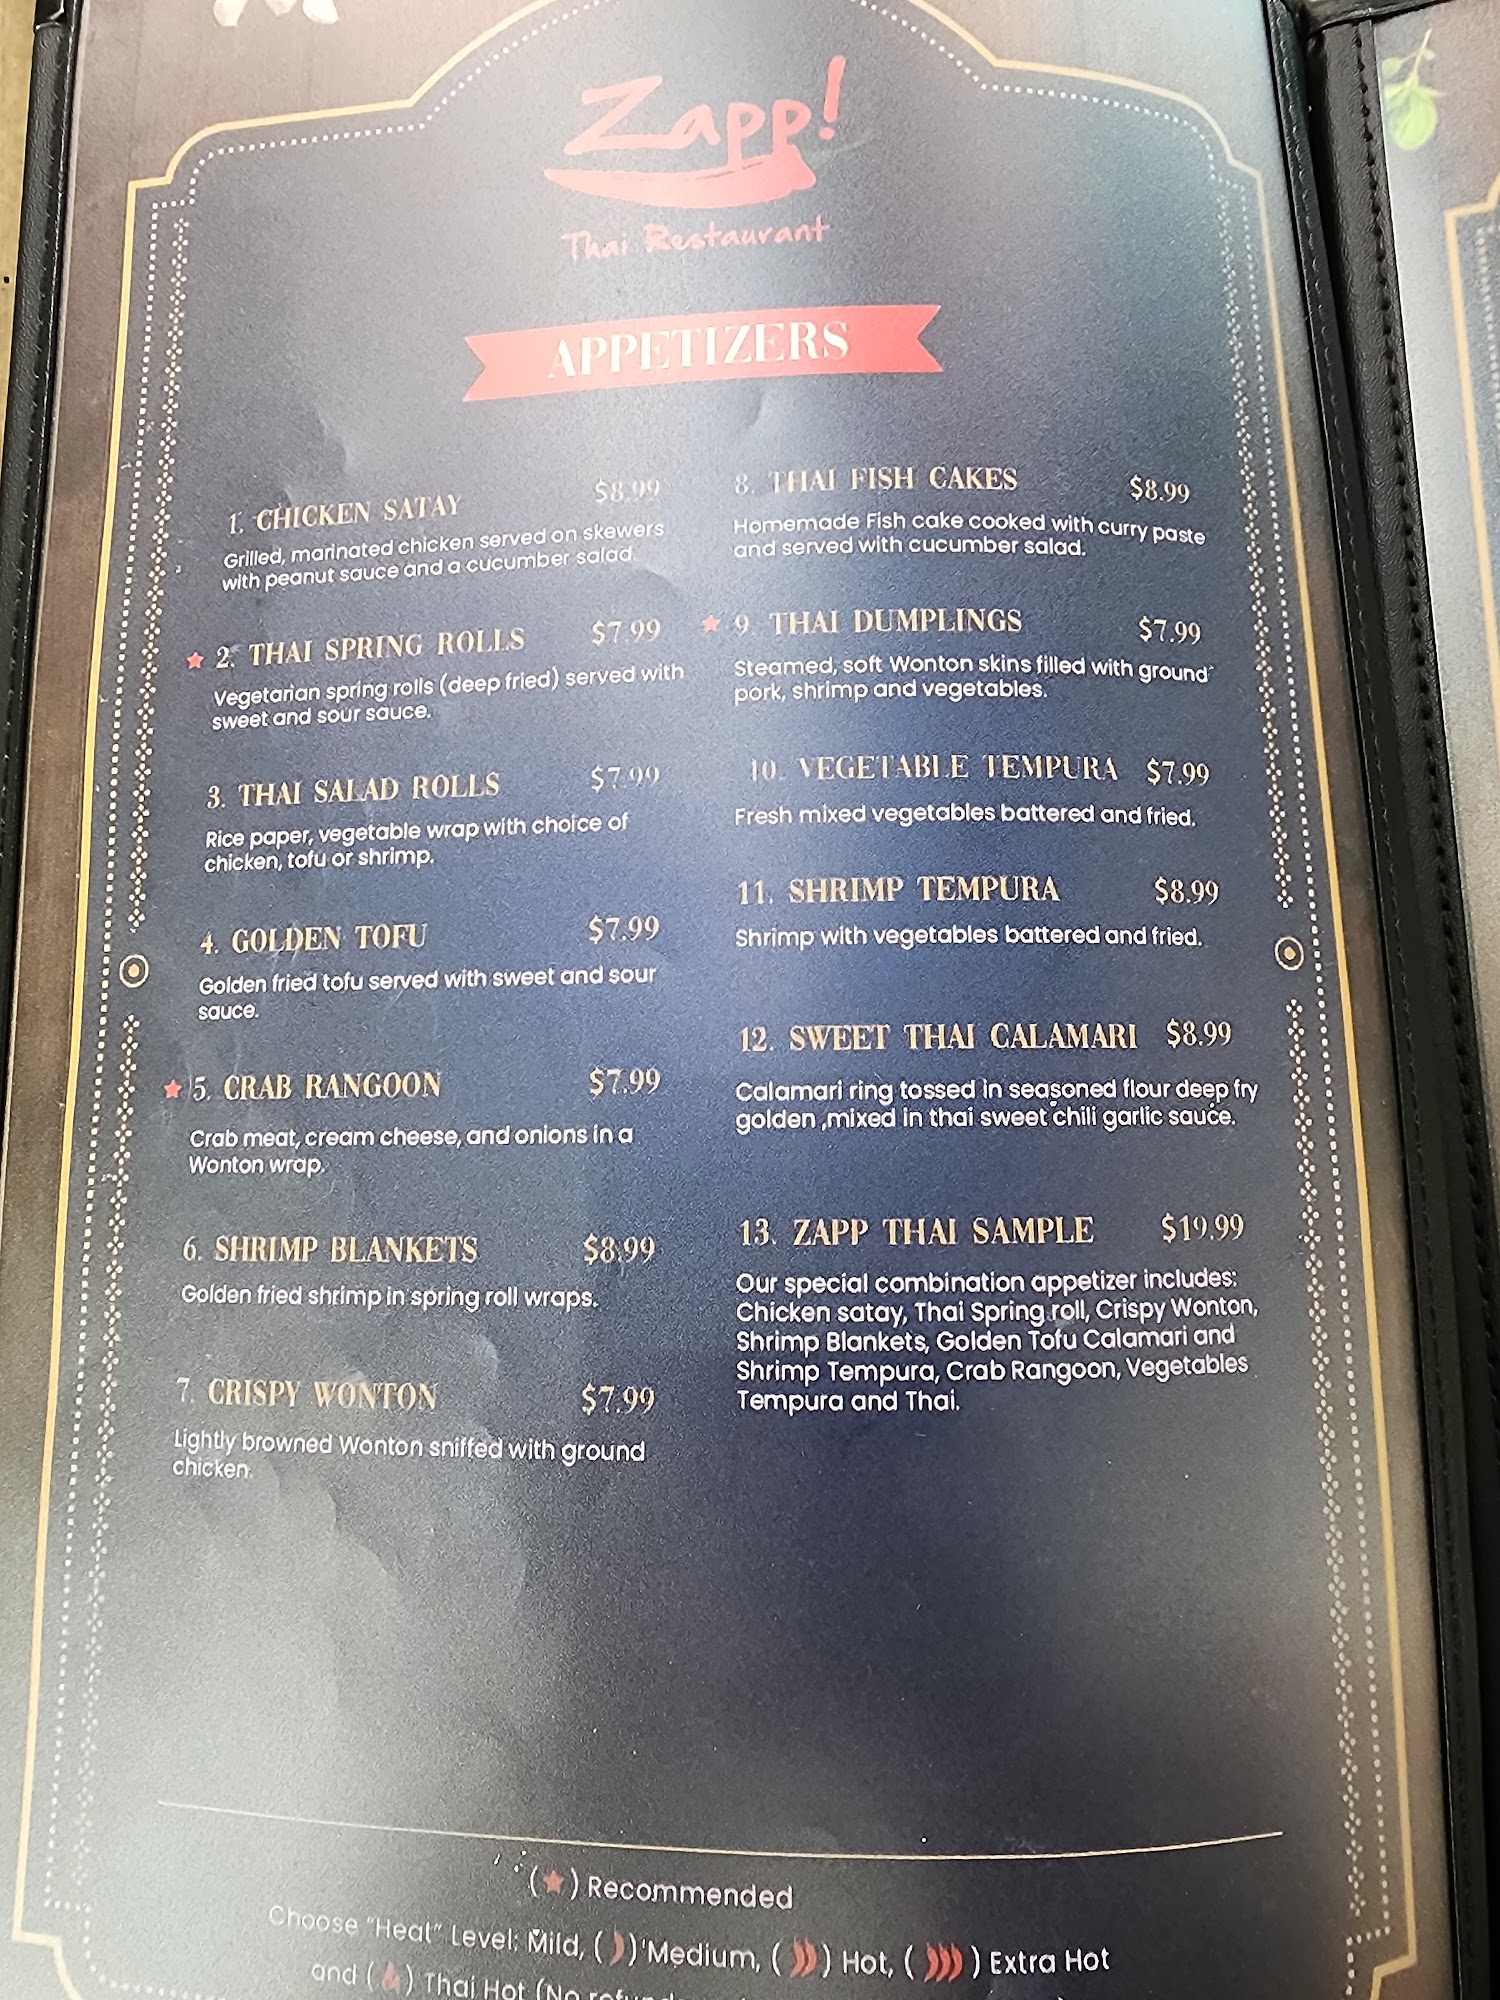 Zapp!
Thai Restaurant
APPETIZERS
1. CHICKEN SATAY $8.99
Grilled, marinated chicken served on skewers
with peanut sauce and a cucumber salad.
★ 2. THAI SPRING ROLLS $7.99
Vegetarian spring rolls (deep fried) served with
sweet and sour sauce.
3. THAI SALAD ROLLS $7.99
Rice paper, vegetable wrap with choice of
chicken, tofu or shrimp.
4. GOLDEN TOFU $7.99
Golden fried tofu served with sweet and sour
sauce.
★ 5. CRAB RANGOON $7.99
Crab meat, cream cheese, and onions in a
Wonton wrap.
6. SHRIMP BLANKETS $8.99
Golden fried shrimp in spring roll wraps.
7. CRISPY WONTON $7.99
Lightly browned Wonton sniffed with ground
chicken.
8. THAI FISH CAKES $8.99
Homemade Fish cake cooked with curry paste
and served with cucumber salad.
★ 9. THAI DUMPLINGS $7.99
Steamed, soft Wonton skins filled with ground
pork, shrimp and vegetables.
10. VEGETABLE TEMPURA $7.99
Fresh mixed vegetables battered and fried.
11. SHRIMP TEMPURA $8.99
Shrimp with vegetables battered and fried.
12. SWEET THAI CALAMARI $8.99
Calamari ring tossed in seasoned flour deep fry
golden ,mixed in thai sweet chili garlic sauce.
13. ZAPP THAI SAMPLE $19.99
Our special combination appetizer includes:
Chicken satay, Thai Spring roll, Crispy Wonton,
Shrimp Blankets, Golden Tofu Calamari and
Shrimp Tempura, Crab Rangoon, Vegetables
Tempura and Thai.
(★) Recommended
Choose "Heat" Level; Mild, ( ) Medium, ( ) Hot, ( ) Extra Hot
and ( ) Thai Hot (No